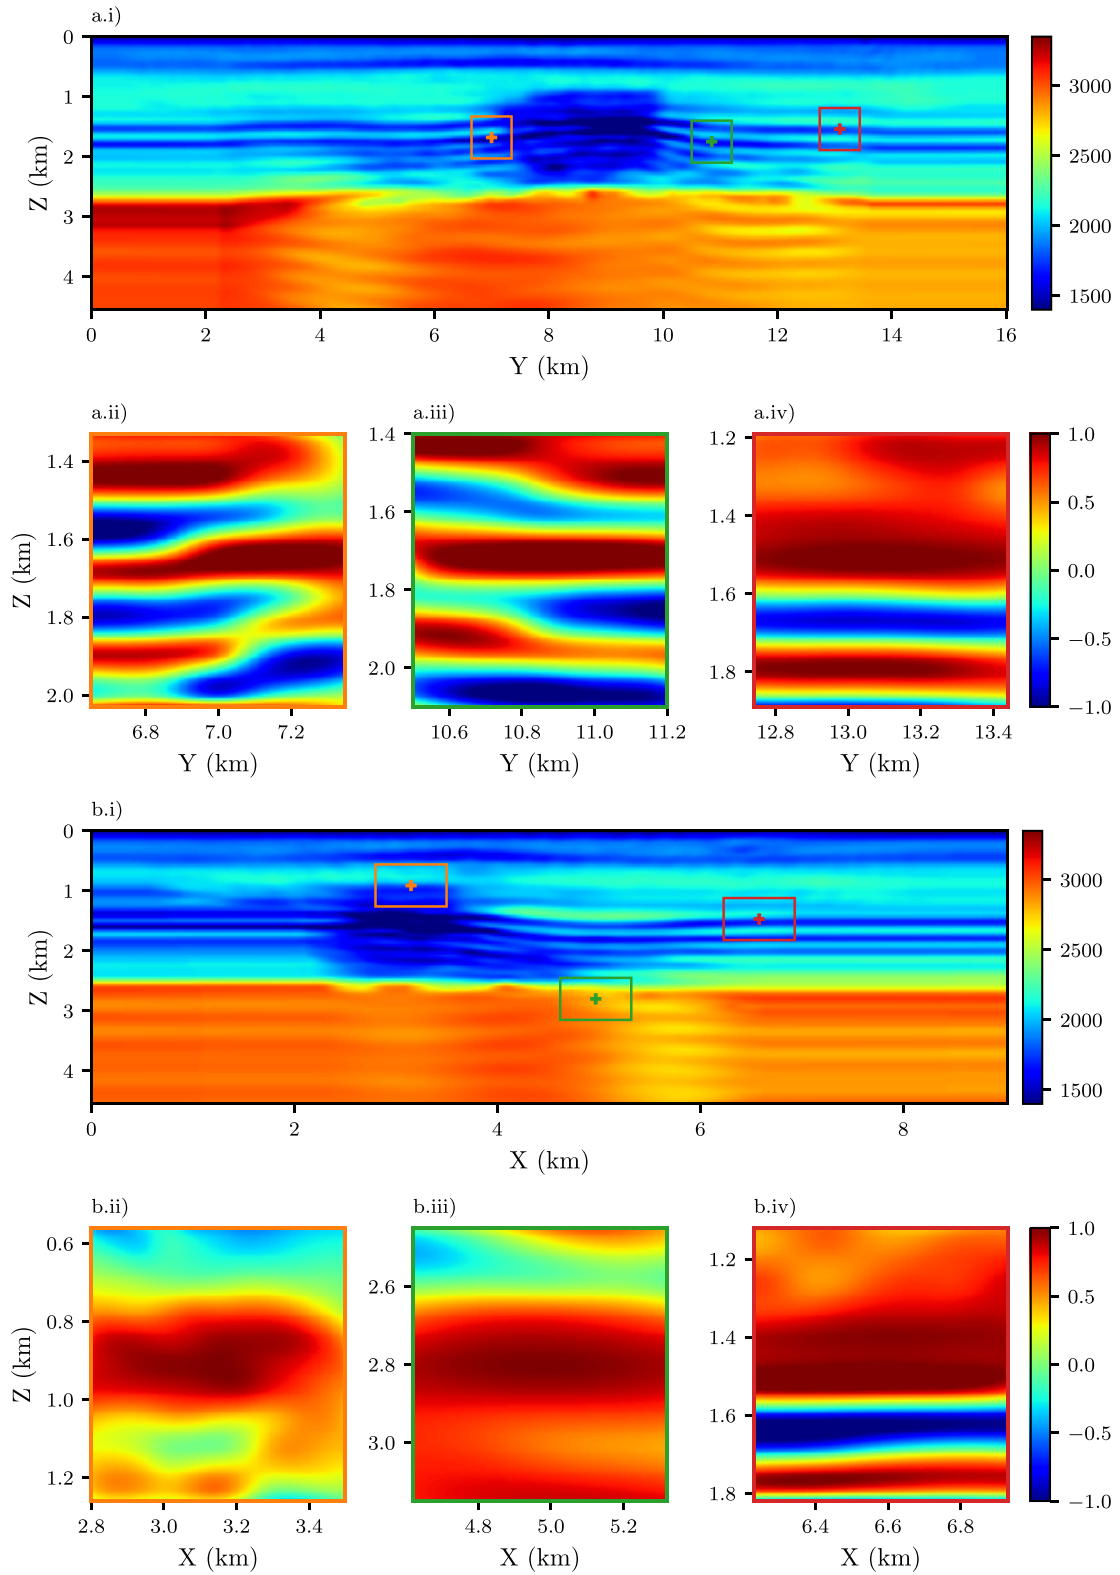 a.i)
0
1
2
3
4
Z (km)
0 2 4 6 8 10 12 14 16
Y (km)
3000
2500
2000
1500
a.ii) a.iii) a.iv)
1.4
1.6
1.8
2.0
Z (km)
6.8 7.0 7.2
Y (km)
1.4
1.6
1.8
2.0
10.6 10.8 11.0 11.2
Y (km)
1.2
1.4
1.6
1.8
12.8 13.0 13.2 13.4
Y (km)
1.0
0.5
0.0
−0.5
−1.0
b.i)
0
1
2
3
4
Z (km)
0 2 4 6 8
X (km)
3000
2500
2000
1500
b.ii) b.iii) b.iv)
0.6
0.8
1.0
1.2
Z (km)
2.8 3.0 3.2 3.4
X (km)
2.6
2.8
3.0
4.8 5.0 5.2
X (km)
1.2
1.4
1.6
1.8
6.4 6.6 6.8
X (km)
1.0
0.5
0.0
−0.5
−1.0